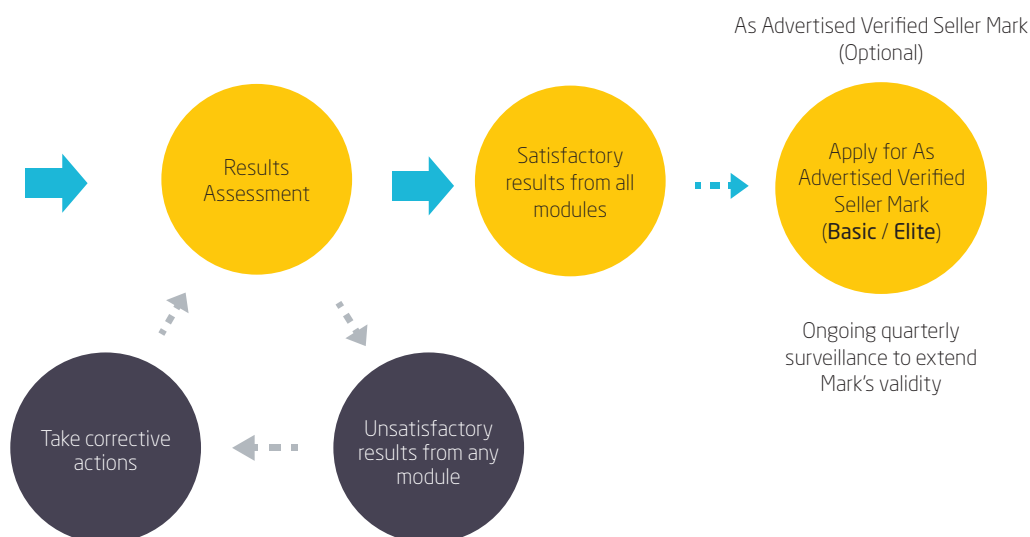 As Advertised Verified Seller Mark
(Optional)
Results
Assessment
Satisfactory
results from all
modules
Apply for As
Advertised Verified
Seller Mark
(Basic / Elite)
Ongoing quarterly
surveillance to extend
Mark's validity
Take corrective
actions
Unsatisfactory
results from any
module